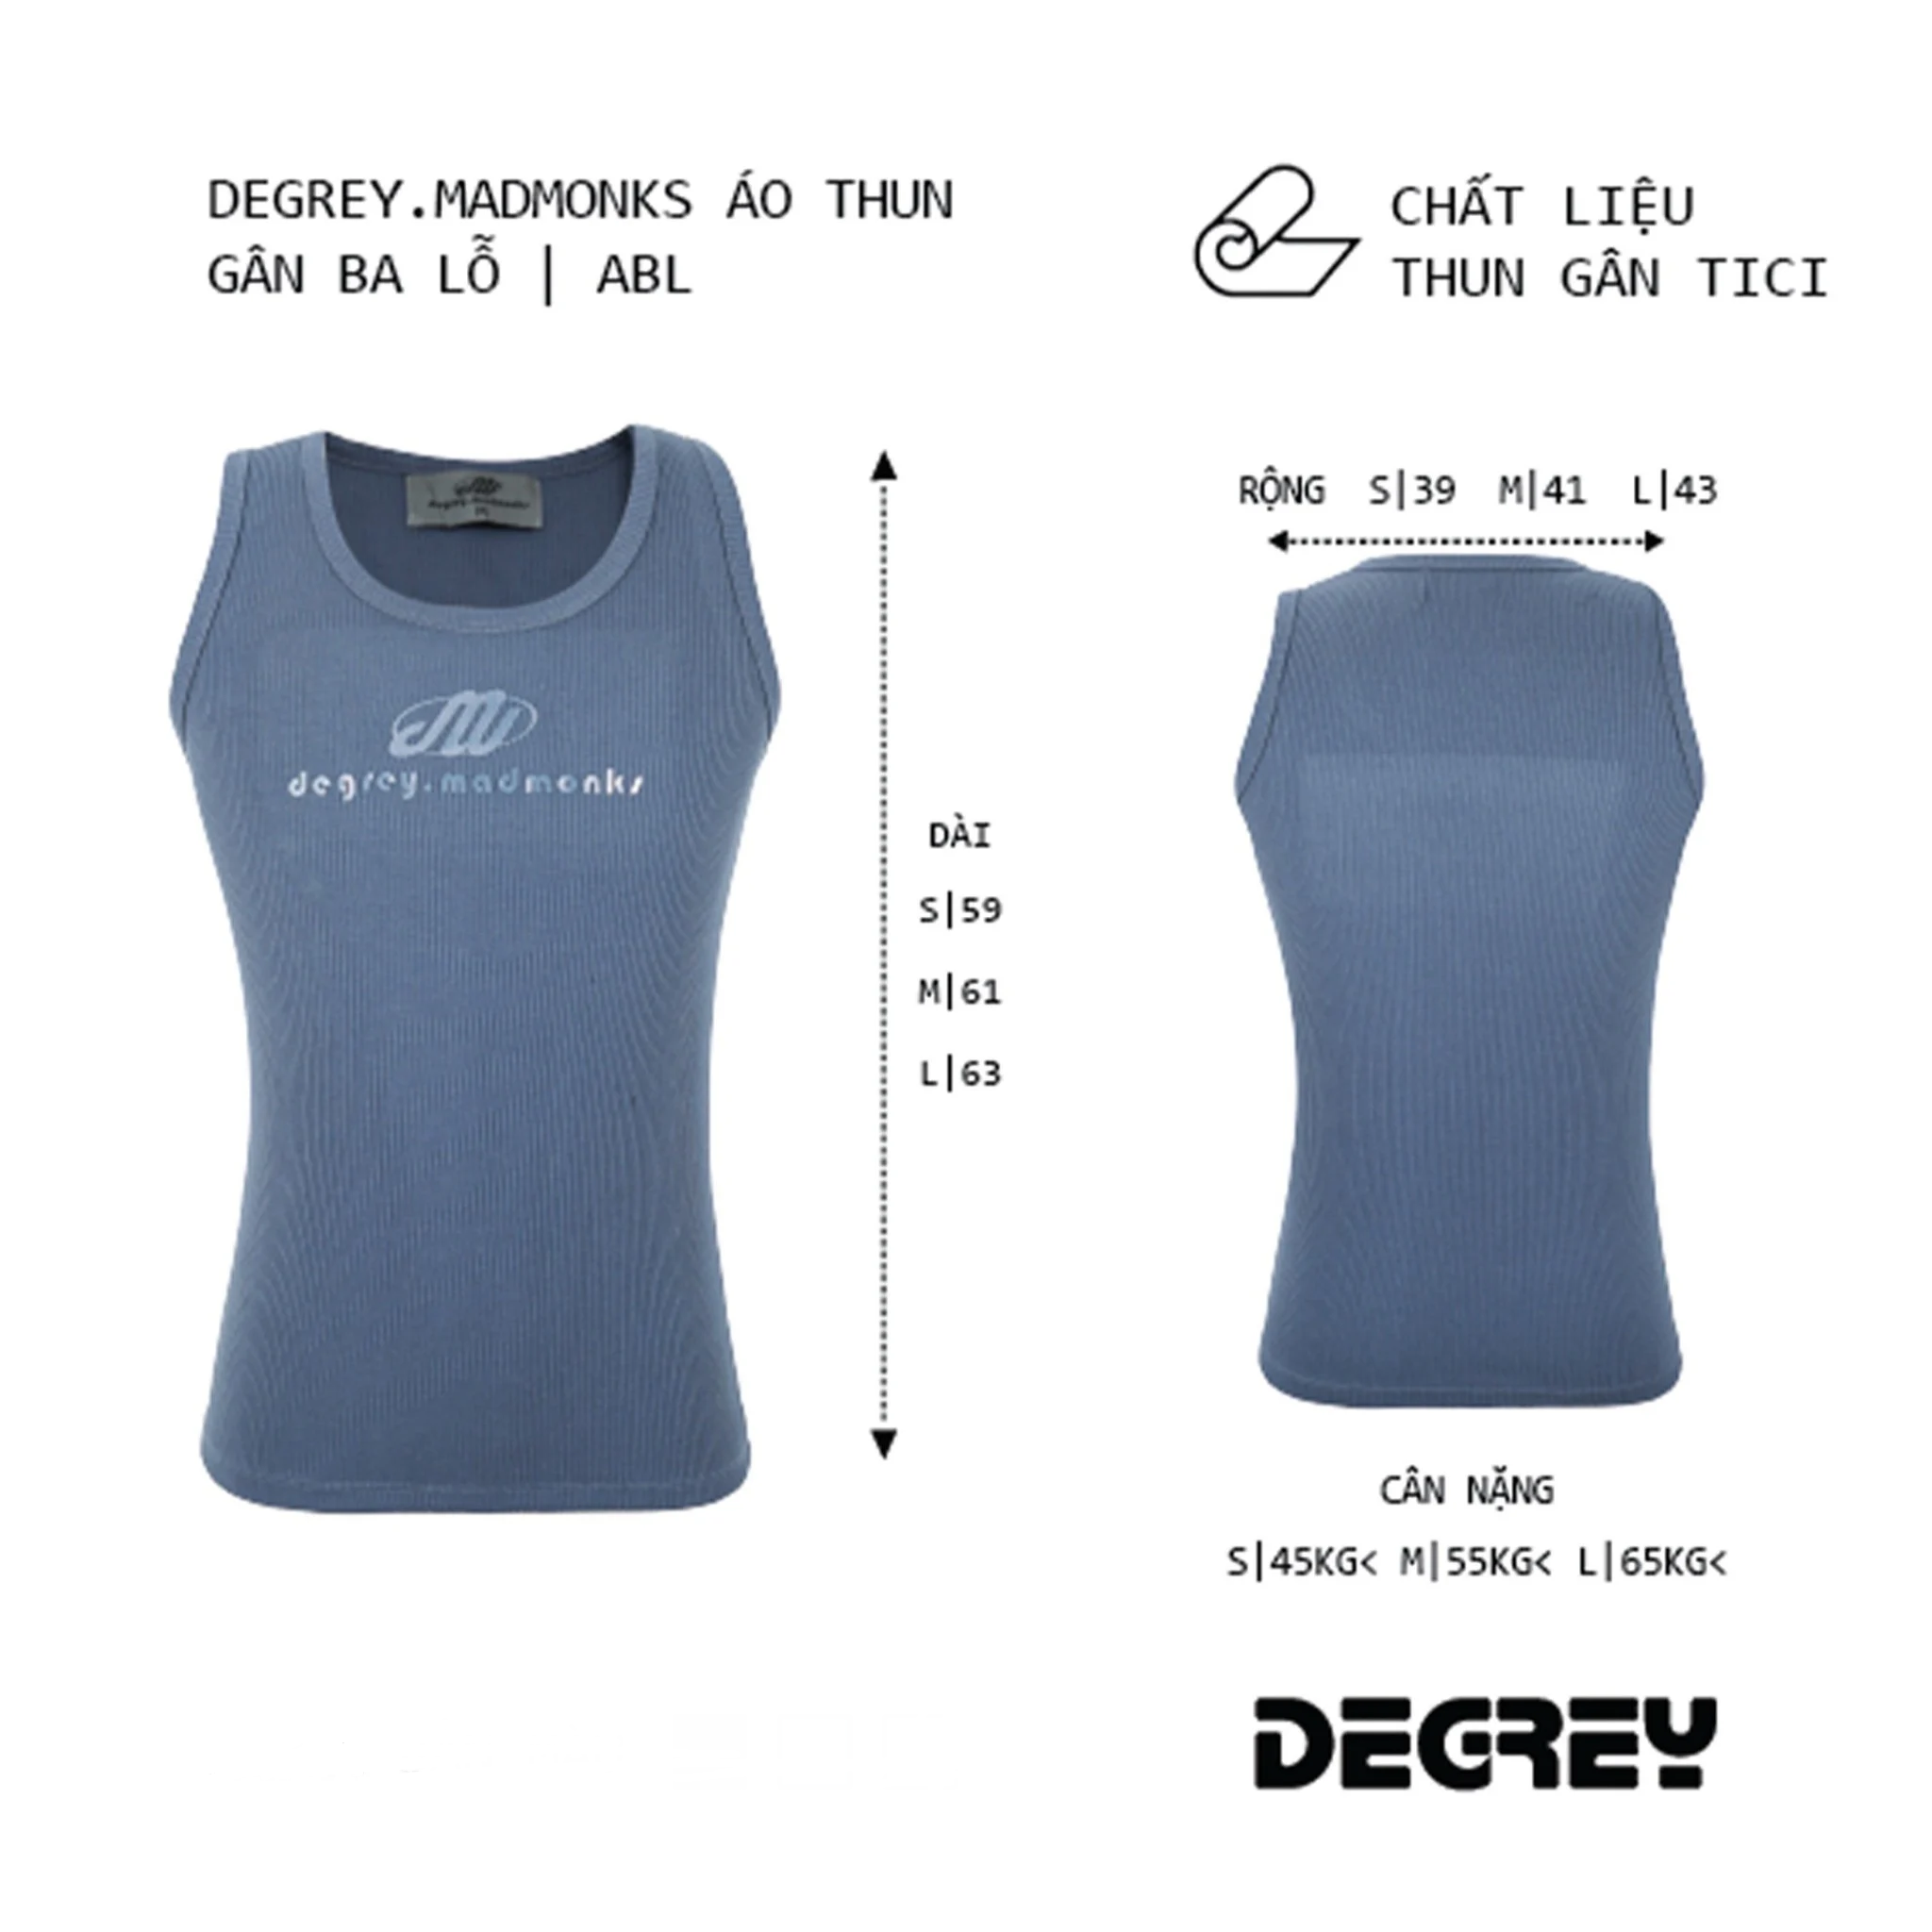 DEGREY.MADMONKS ÁO THUN
GÂN BA LỖ | ABL
CHẤT LIỆU
THUN GÂN TICI
degrey.madmonks
DÀI
S|59
M|61
L|63
RỘNG S|39 M|41 L|43
CÂN NẶNG
S|45KG< M|55KG< L|65KG<
DEGREY